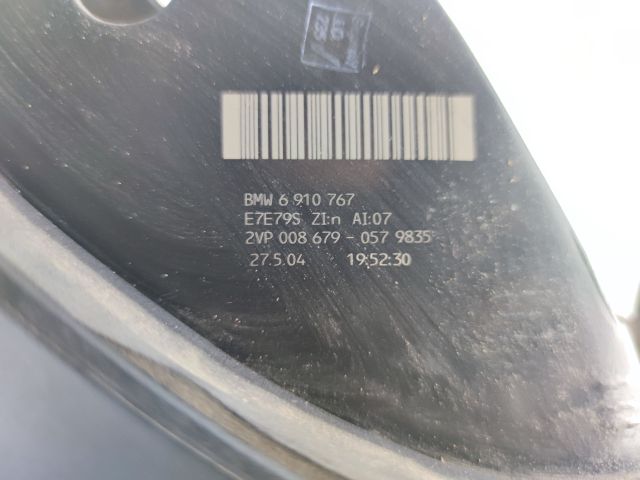 BMW 6 910 767
E7E79S ZI:n AI:07
2VP 008 679 - 057 9835
27.5.04 19:52:30